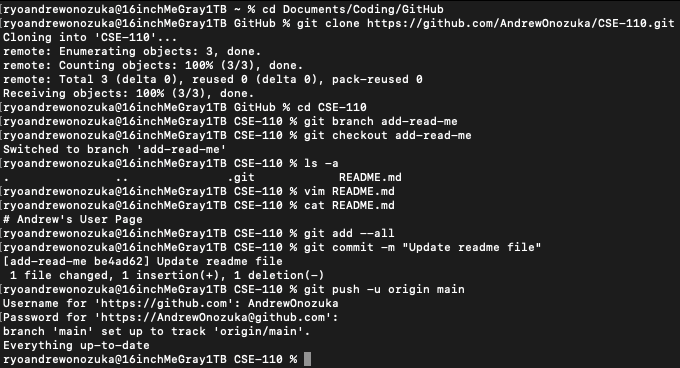 [ryoandrewonozuka@16inchMeGray1TB ~ % cd Documents/Coding/GitHub
[ryoandrewonozuka@16inchMeGray1TB GitHub % git clone https://github.com/AndrewOnozuka/CSE-110.git
Cloning into 'CSE-110'...
remote: Enumerating objects: 3, done.
remote: Counting objects: 100% (3/3), done.
remote: Total 3 (delta 0), reused 0 (delta 0), pack-reused 0
Receiving objects: 100% (3/3), done.
[ryoandrewonozuka@16inchMeGray1TB GitHub % cd CSE-110
[ryoandrewonozuka@16inchMeGray1TB CSE-110 % git branch add-read-me
[ryoandrewonozuka@16inchMeGray1TB CSE-110 % git checkout add-read-me
Switched to branch 'add-read-me'
[ryoandrewonozuka@16inchMeGray1TB CSE-110 % ls -a
. .. .git README.md
[ryoandrewonozuka@16inchMeGray1TB CSE-110 % vim README.md
[ryoandrewonozuka@16inchMeGray1TB CSE-110 % cat README.md
# Andrew's User Page
[ryoandrewonozuka@16inchMeGray1TB CSE-110 % git add --all
[ryoandrewonozuka@16inchMeGray1TB CSE-110 % git commit -m "Update readme file"
[add-read-me be4ad62] Update readme file
1 file changed, 1 insertion(+), 1 deletion(-)
[ryoandrewonozuka@16inchMeGray1TB CSE-110 % git push -u origin main
Username for 'https://github.com': AndrewOnozuka
[Password for 'https://AndrewOnozuka@github.com':
branch 'main' set up to track 'origin/main'.
Everything up-to-date
ryoandrewonozuka@16inchMeGray1TB CSE-110 %